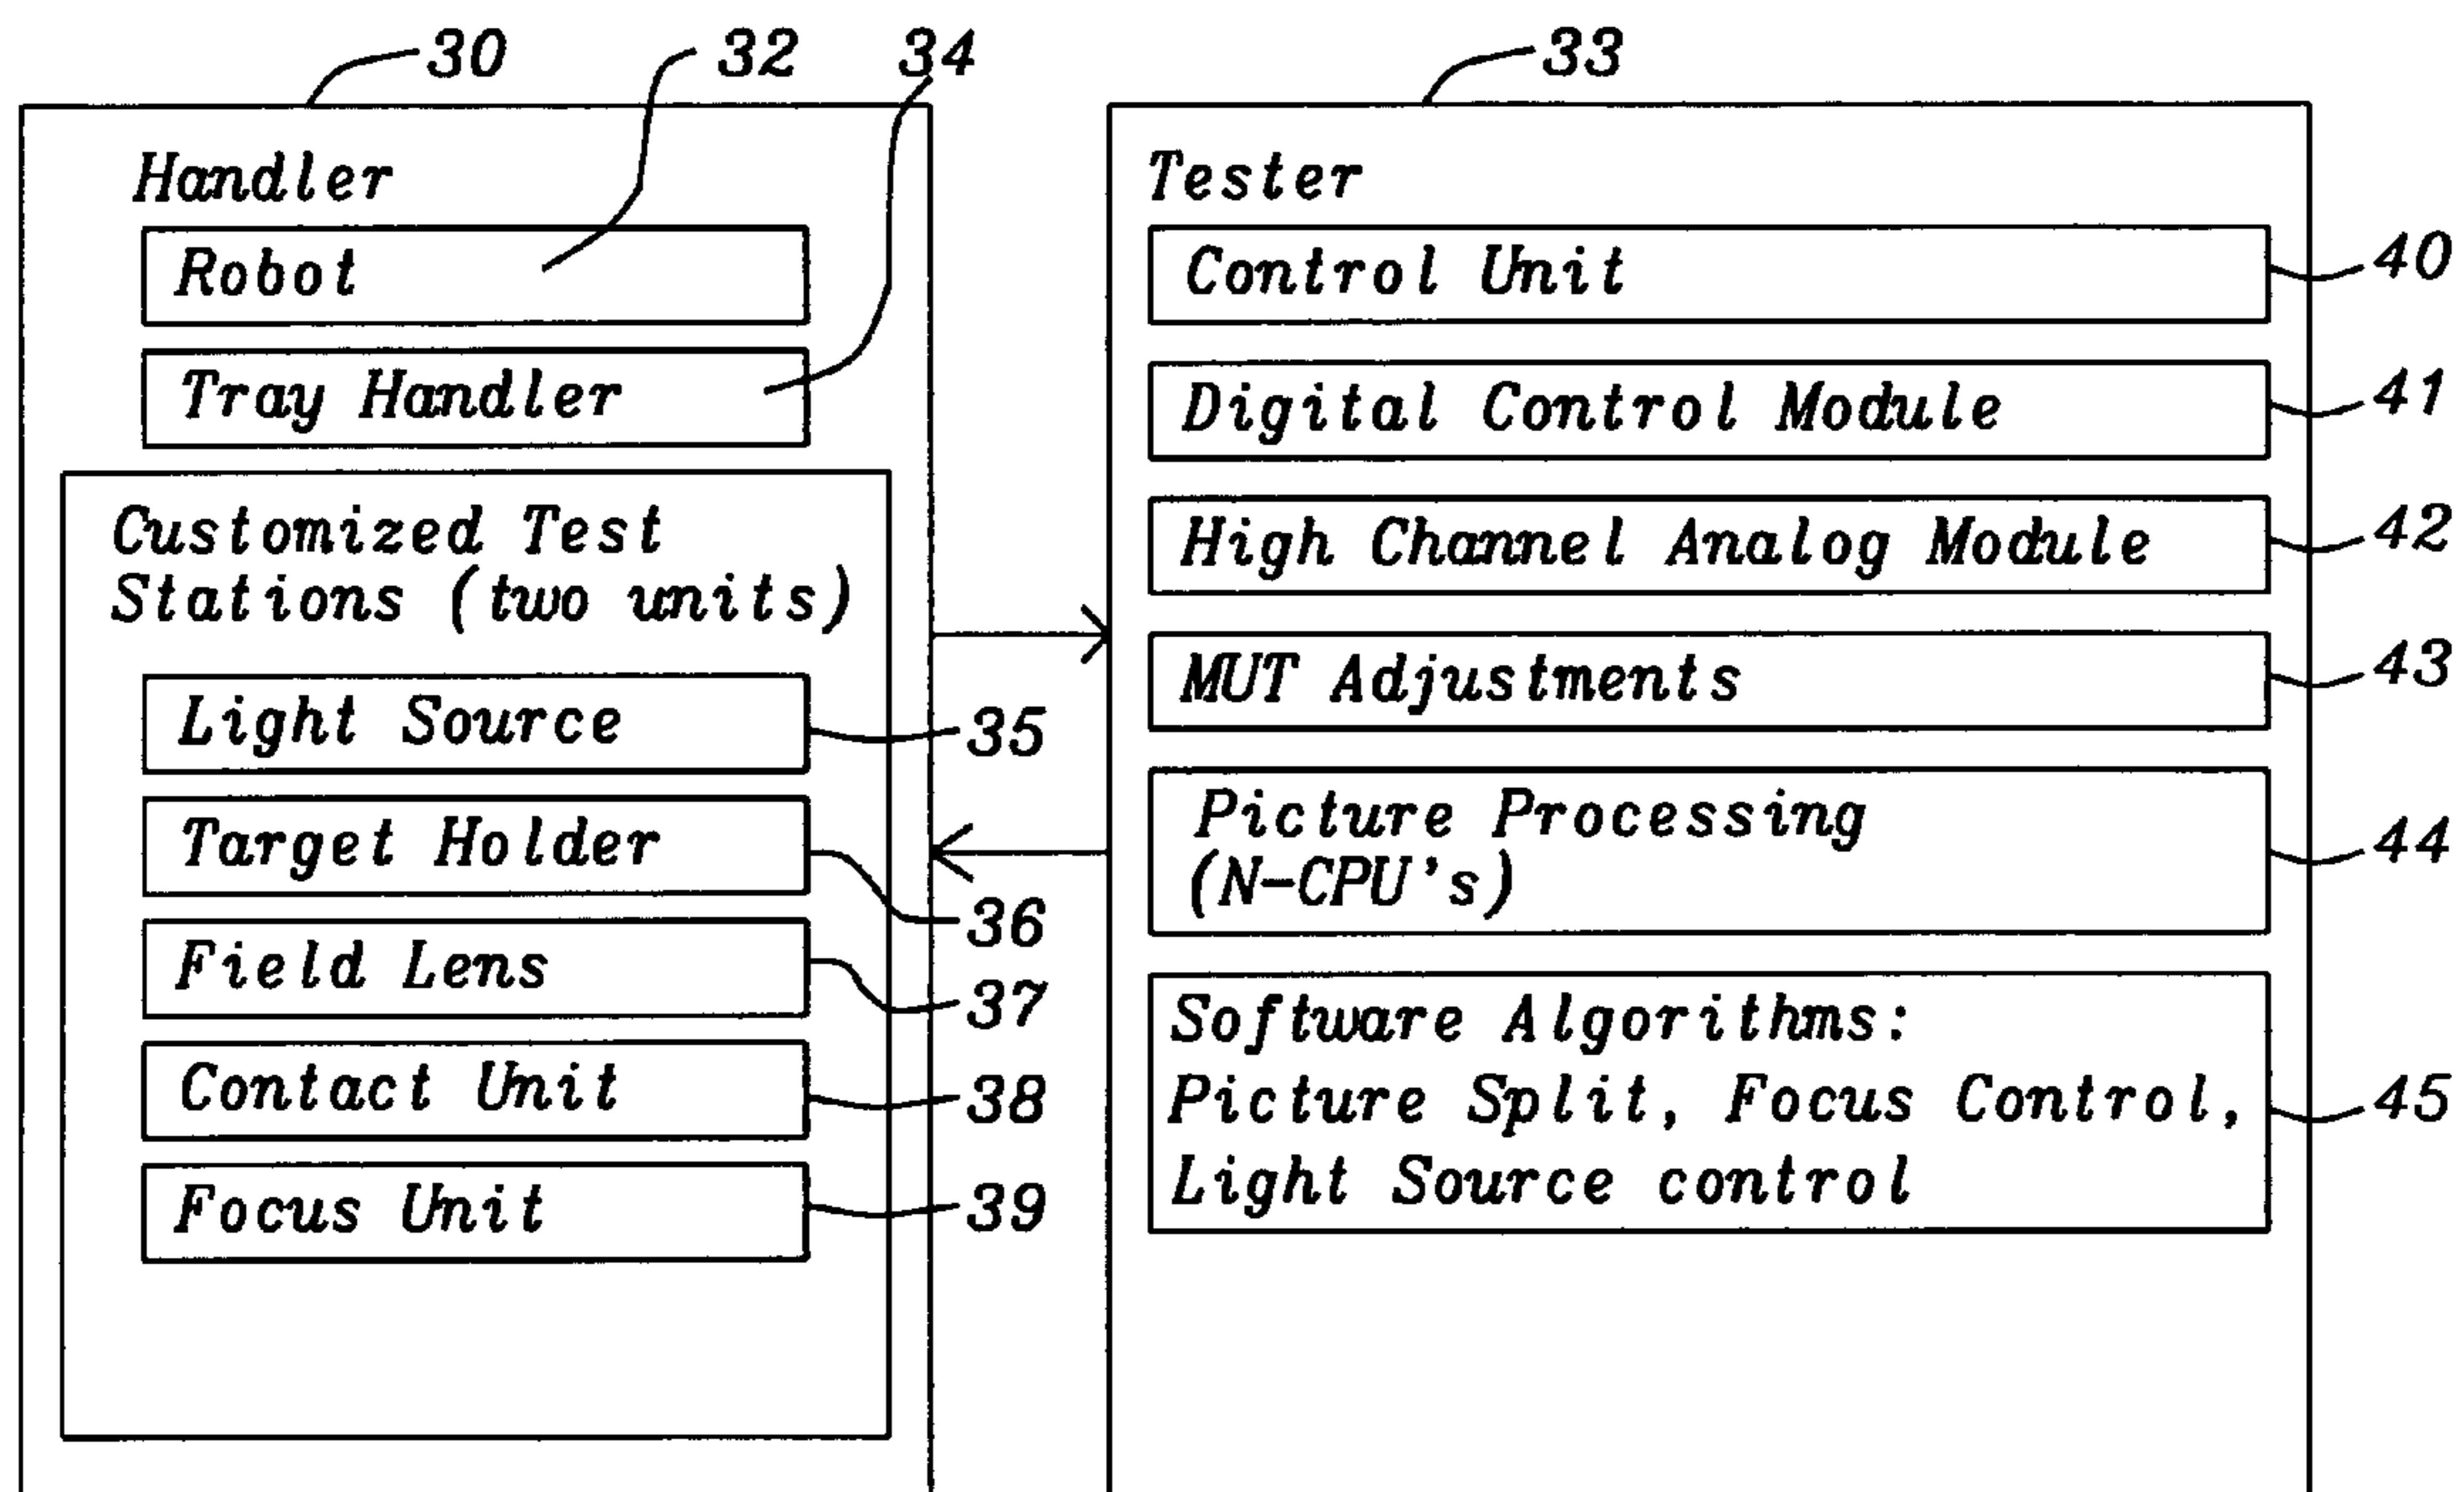 30
32
34
33
Handler
Robot
Tray Handler
Customized Test
Stations (two units)
Light Source
35
Target Holder
36
Field Lens
37
Contact Unit
38
Focus Unit
39
Tester
Control Unit
40
Digital Control Module
41
High Channel Analog Module
42
MUT Adjustments
43
Picture Processing
(N-CPU's)
44
Software Algorithms:
Picture Split, Focus Control,
45
Light Source control